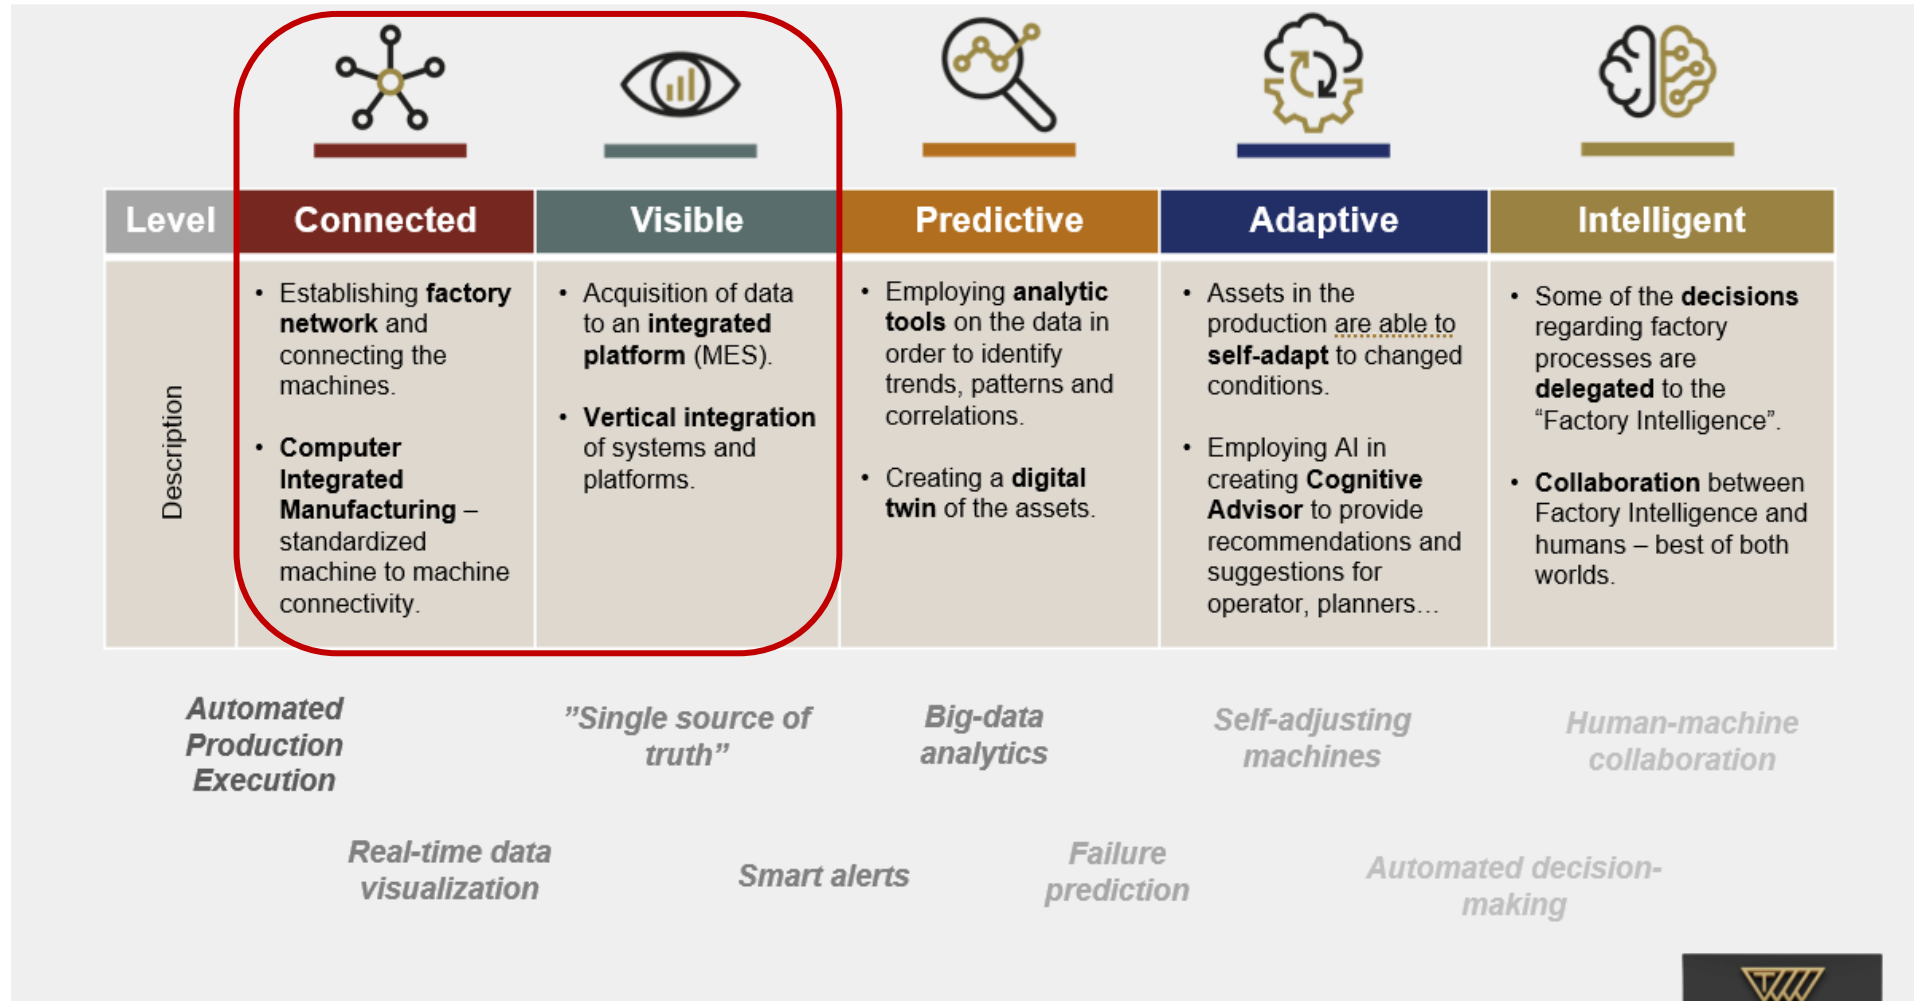 Level
Connected
Visible
Predictive
Adaptive
Intelligent
Description
• Establishing factory
network and
connecting the
machines.
• Computer
Integrated
Manufacturing –
standardized
machine to machine
connectivity.
• Acquisition of data
to an integrated
platform (MES).
• Vertical integration
of systems and
platforms.
• Employing analytic
tools on the data in
order to identify
trends, patterns and
correlations.
• Creating a digital
twin of the assets.
• Assets in the
production are able to
self-adapt to changed
conditions.
• Employing AI in
creating Cognitive
Advisor to provide
recommendations and
suggestions for
operator, planners…
• Some of the decisions
regarding factory
processes are
delegated to the
“Factory Intelligence”.
• Collaboration between
Factory Intelligence and
humans – best of both
worlds.
Automated
Production
Execution
”Single source of
truth”
Big-data
analytics
Self-adjusting
machines
Human-machine
collaboration
Real-time data
visualization
Smart alerts
Failure
prediction
Automated decision-
making